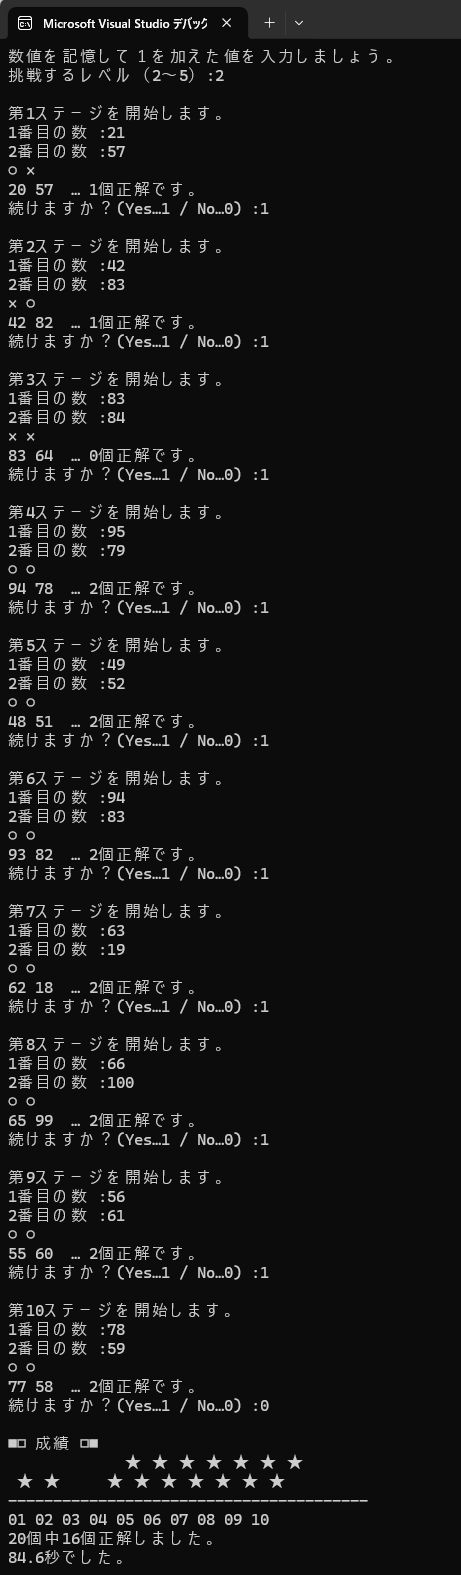 Microsoft Visual Studio デバッグ
数値を記憶して１を加えた値を入力しましょう。
挑戦するレベル（2～5）:2
第1ステージを開始します。
1番目の数 :21
2番目の数 :57
○ ×
20 57 … 1個正解です。
続けますか？(Yes…1 / No…0) :1
第2ステージを開始します。
1番目の数 :42
2番目の数 :83
× ○
42 82 … 1個正解です。
続けますか？(Yes…1 / No…0) :1
第3ステージを開始します。
1番目の数 :83
2番目の数 :84
× ×
83 64 … 0個正解です。
続けますか？(Yes…1 / No…0) :1
第4ステージを開始します。
1番目の数 :95
2番目の数 :79
○ ○
94 78 … 2個正解です。
続けますか？(Yes…1 / No…0) :1
第5ステージを開始します。
1番目の数 :49
2番目の数 :52
○ ○
48 51 … 2個正解です。
続けますか？(Yes…1 / No…0) :1
第6ステージを開始します。
1番目の数 :94
2番目の数 :83
○ ○
93 82 … 2個正解です。
続けますか？(Yes…1 / No…0) :1
第7ステージを開始します。
1番目の数 :63
2番目の数 :19
○ ○
62 18 … 2個正解です。
続けますか？(Yes…1 / No…0) :1
第8ステージを開始します。
1番目の数 :66
2番目の数 :100
○ ○
65 99 … 2個正解です。
続けますか？(Yes…1 / No…0) :1
第9ステージを開始します。
1番目の数 :56
2番目の数 :61
○ ○
55 60 … 2個正解です。
続けますか？(Yes…1 / No…0) :1
第10ステージを開始します。
1番目の数 :78
2番目の数 :59
○ ○
77 58 … 2個正解です。
続けますか？(Yes…1 / No…0) :0
■□ 成績 □■
★ ★ ★ ★ ★ ★ ★
★ ★ ★ ★ ★ ★ ★ ★ ★
----------------------------------------
01 02 03 04 05 06 07 08 09 10
20個中16個正解しました。
84.6秒でした。